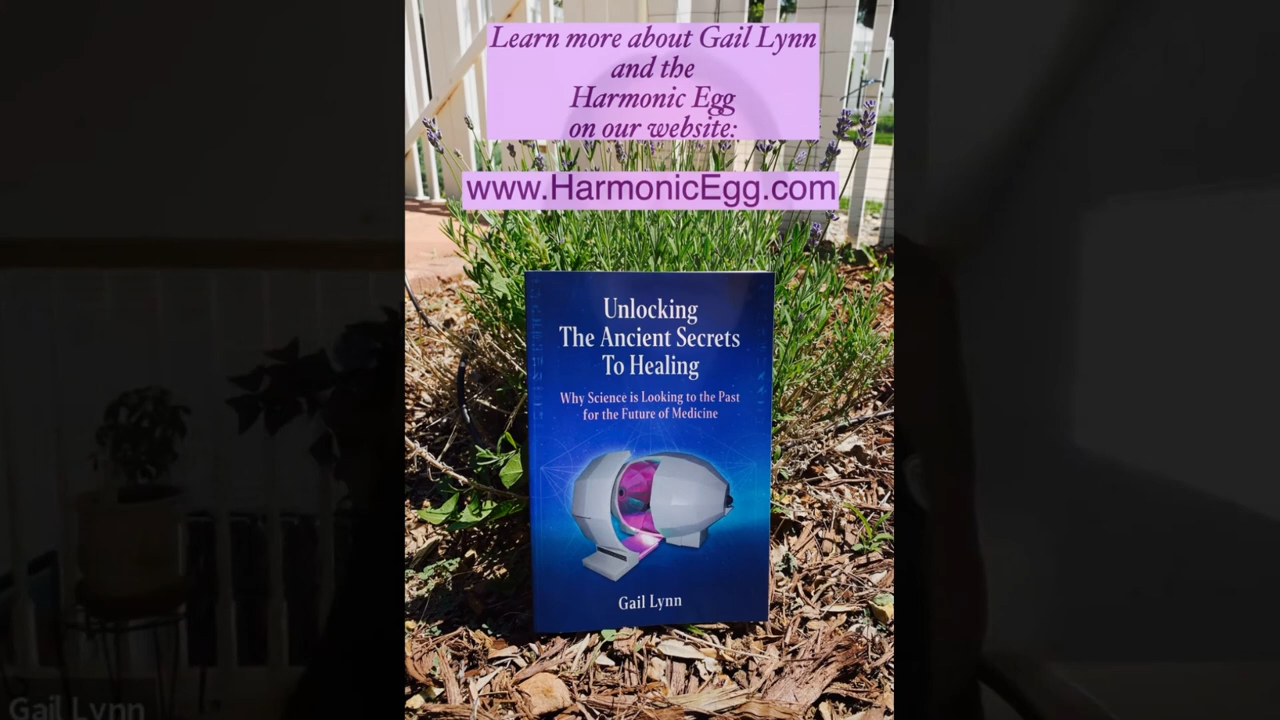 Learn more about Gail Lynn
and the
Harmonic Egg
on our website:
www.HarmonicEgg.com
Unlocking
The Ancient Secrets
To Healing
Why Science is Looking to the Past
for the Future of Medicine
Gail Lynn
Gail Lynn